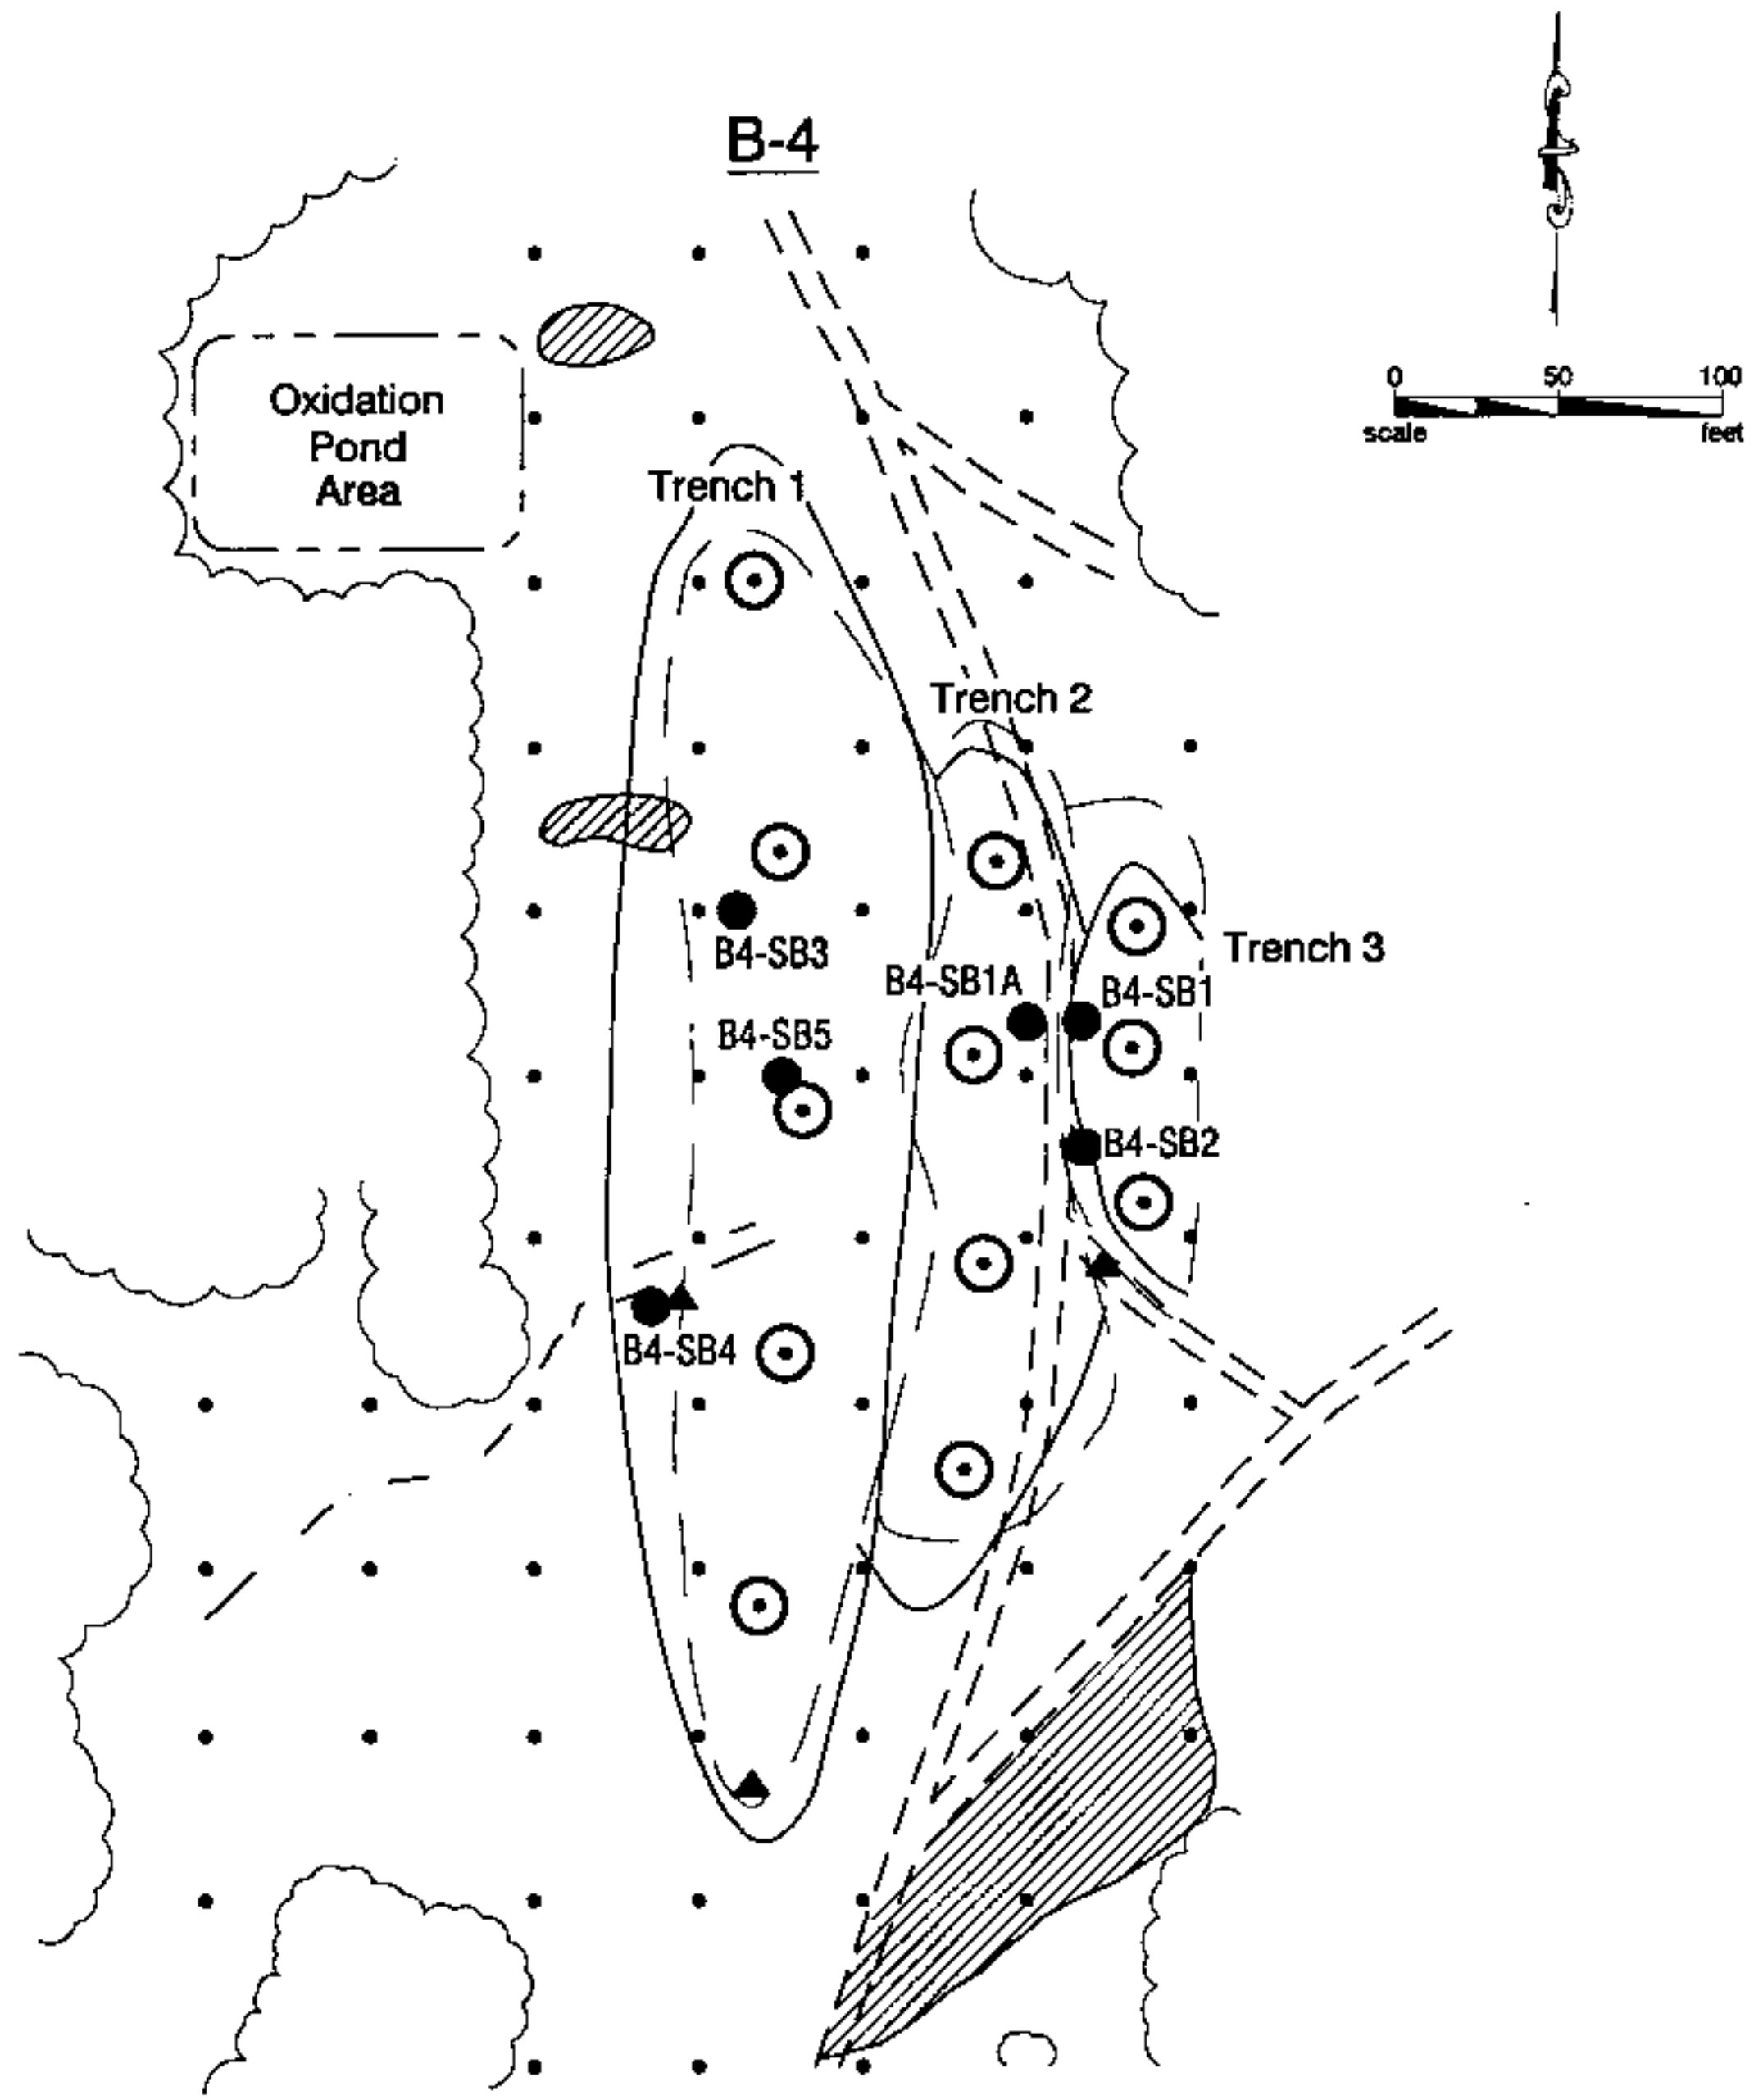 B-4
0 50 100
scale feet
Oxidation
Pond
Area
Trench 1
Trench 2
Trench 3
B4-SB3
B4-SB1A
B4-SB1
B4-SB5
B4-SB2
B4-SB4